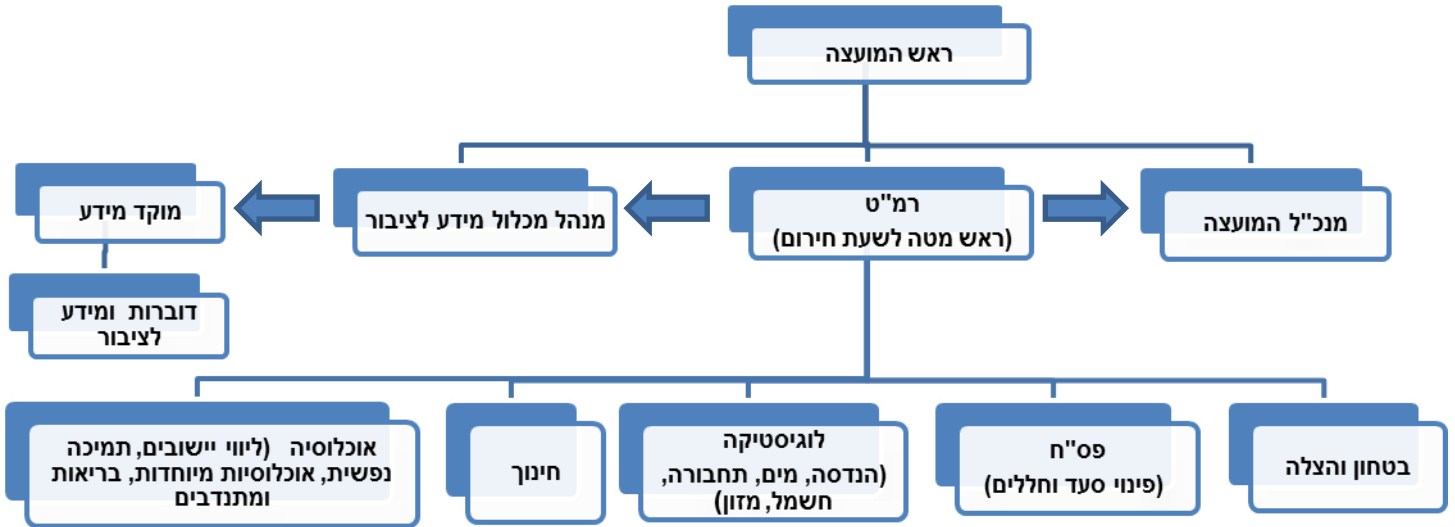 ראש המועצה
מנכ"ל המועצה
רמ"ט
(ראש מטה לשעת חירום)
מנהל מכלול מידע לציבור
מוקד מידע
דוברות ומידע
לציבור
בטחון והצלה
פס"ח
(פינוי סעד וחללים)
לוגיסטיקה
(הנדסה, מים, תחבורה,
חשמל, מזון)
חינוך
אוכלוסיה (ליווי יישובים, תמיכה
נפשית, אוכלוסיות מיוחדות, בריאות
ומתנדבים